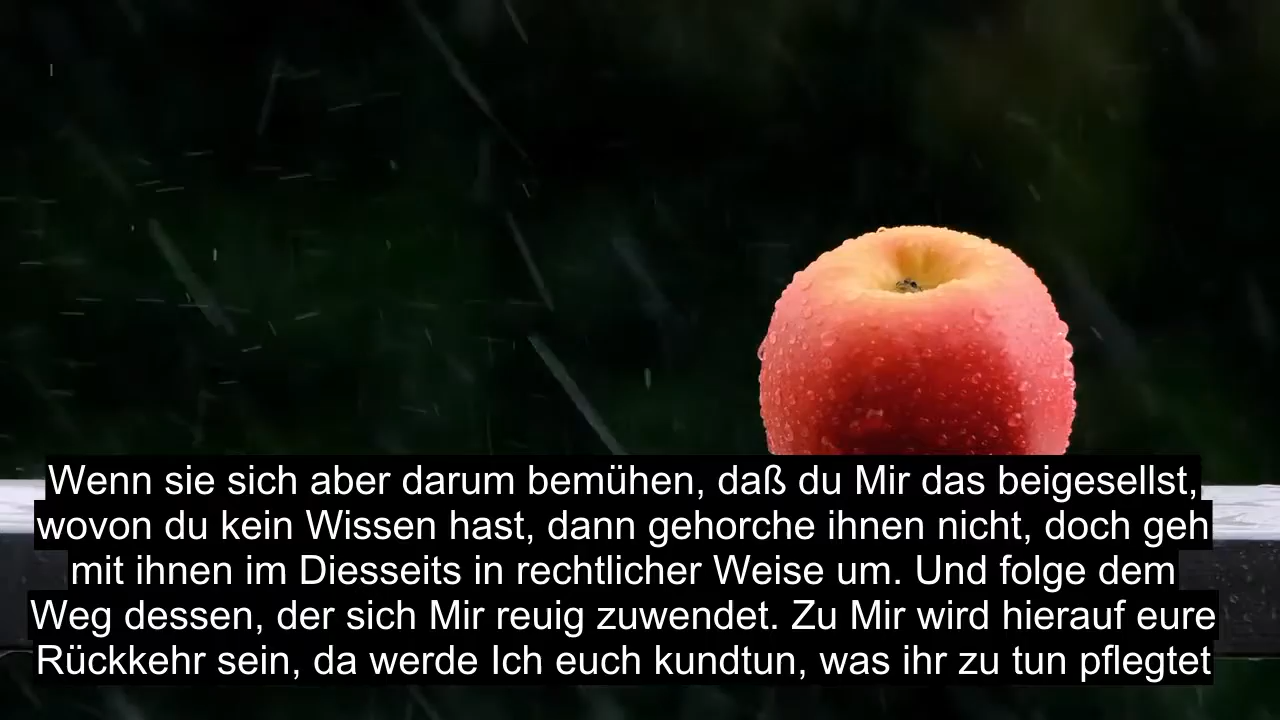 Wenn sie sich aber darum bemühen, daß du Mir das beigesellst,
wovon du kein Wissen hast, dann gehorche ihnen nicht, doch geh
mit ihnen im Diesseits in rechtlicher Weise um. Und folge dem
Weg dessen, der sich Mir reuig zuwendet. Zu Mir wird hierauf eure
Rückkehr sein, da werde Ich euch kundtun, was ihr zu tun pflegtet